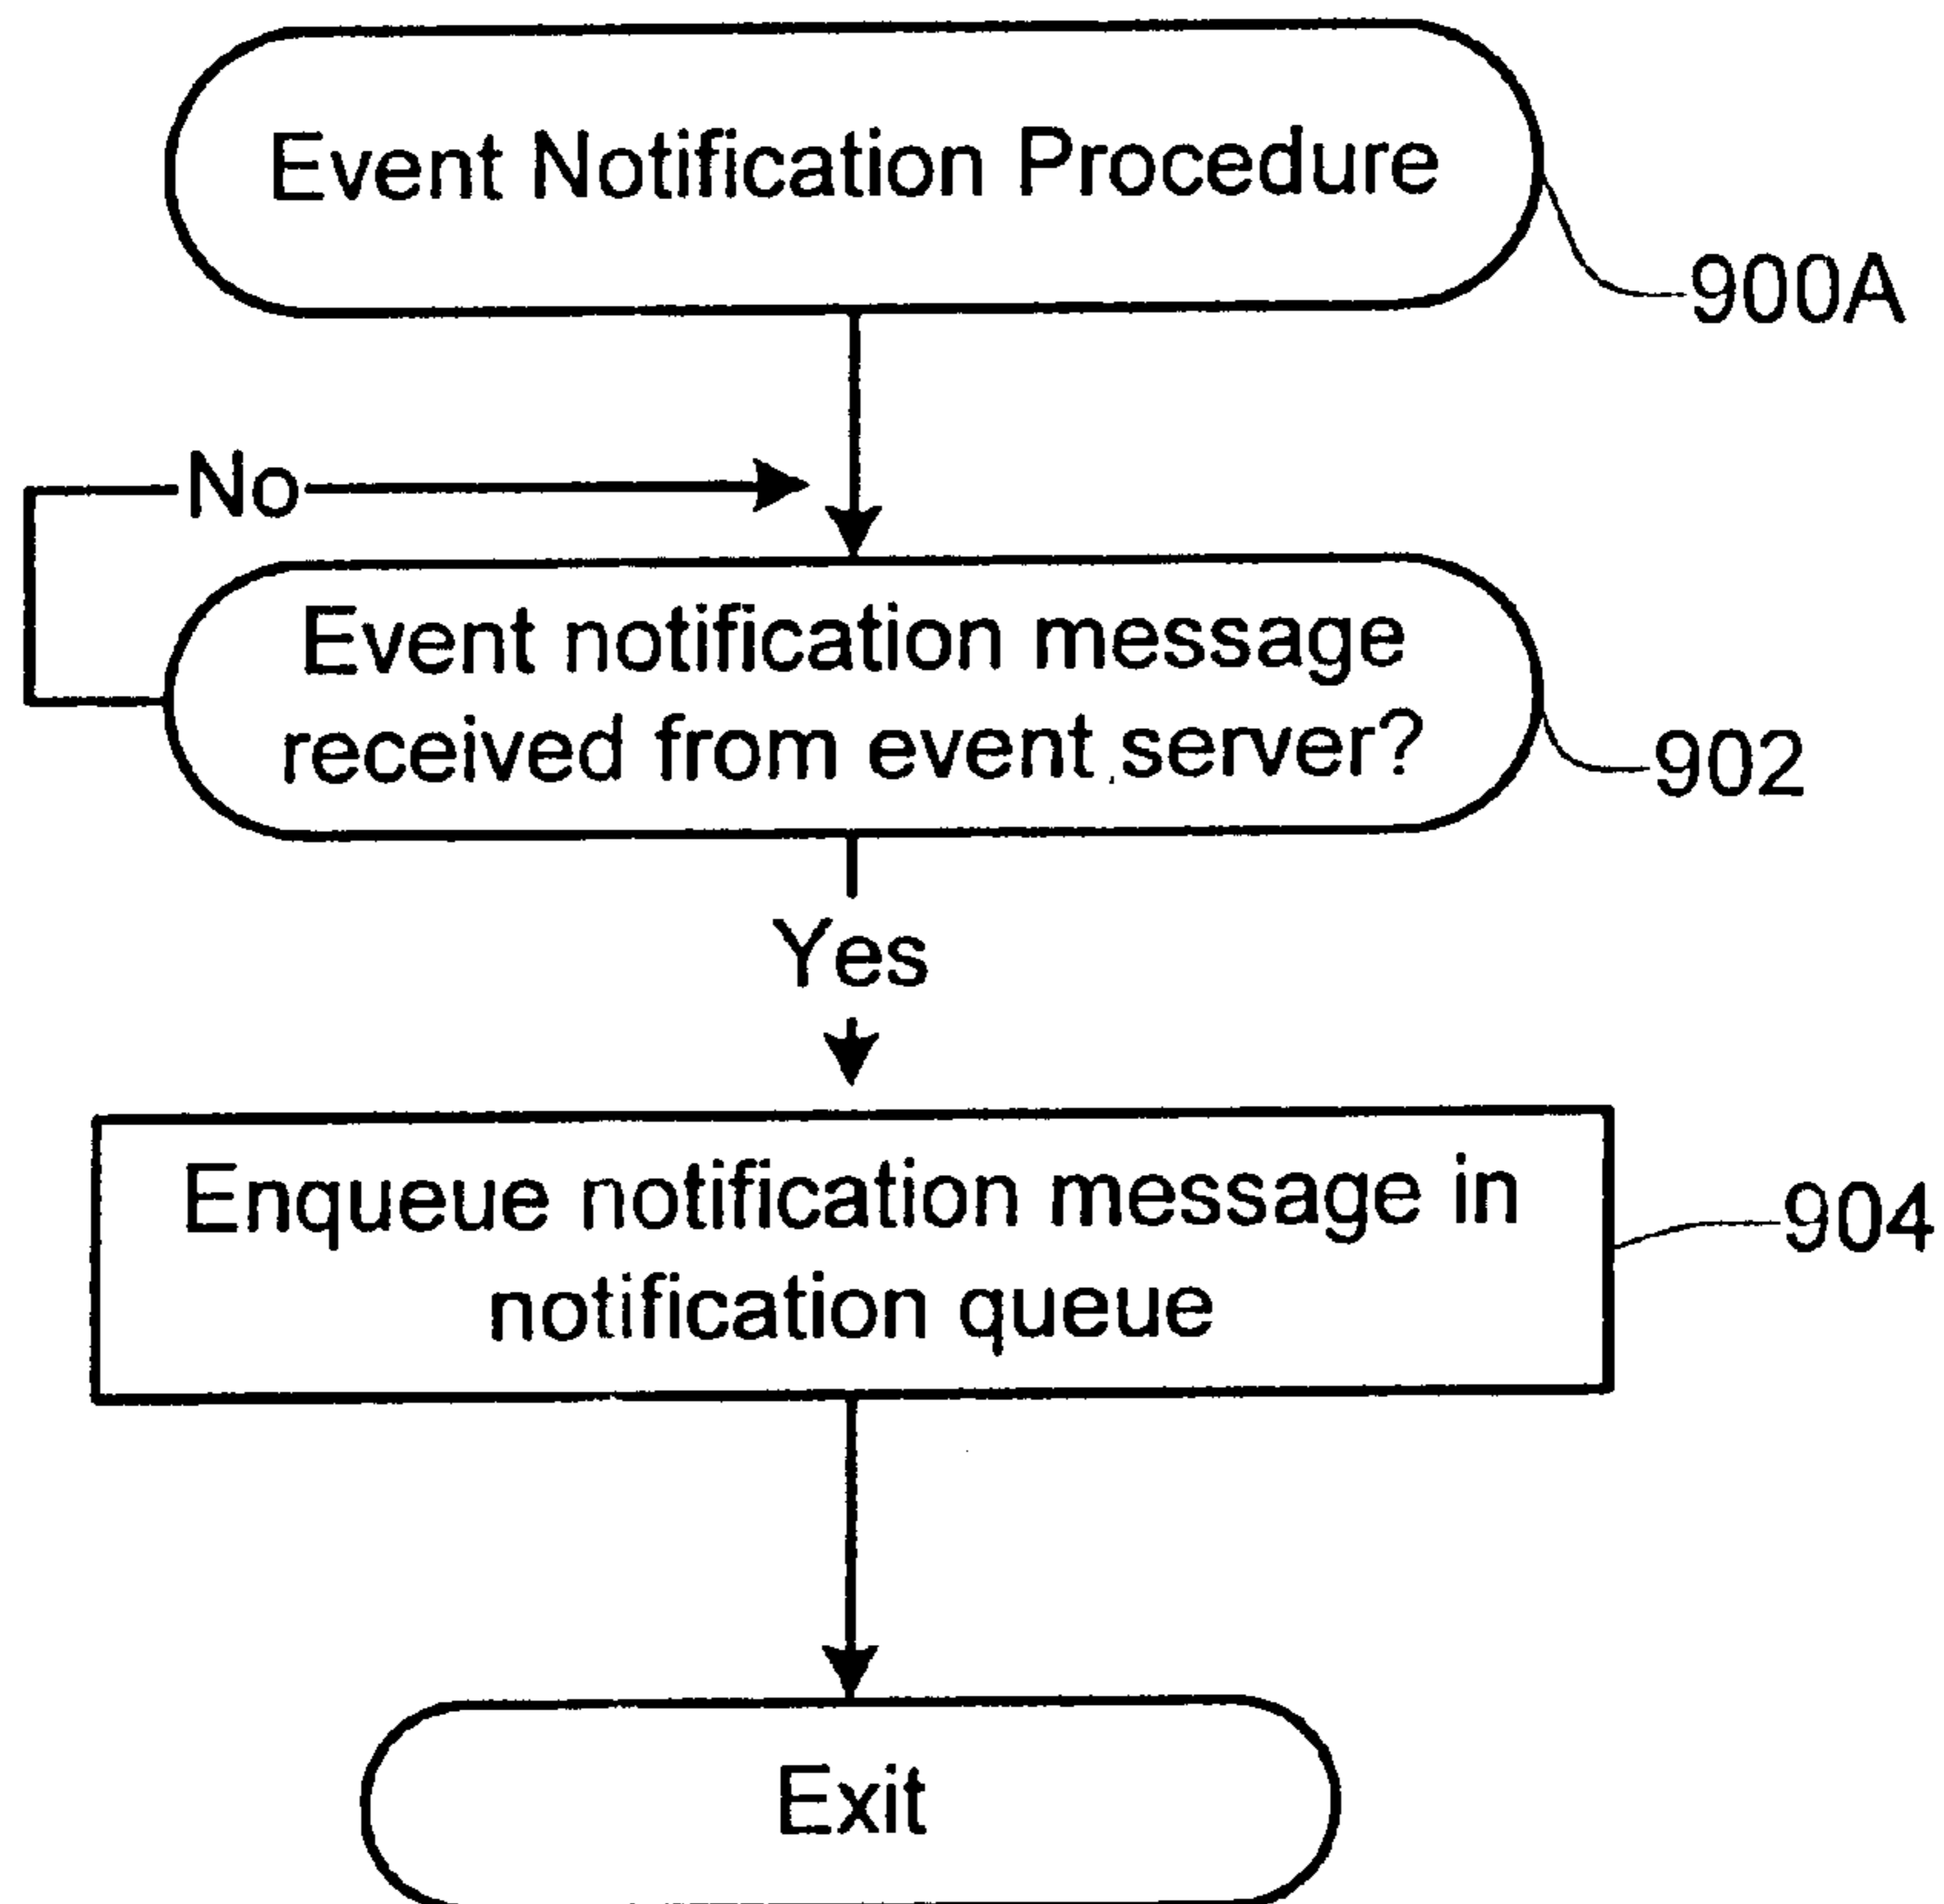 Event Notification Procedure
900A
No
Event notification message
received from event server?
902
Yes
Enqueue notification message in
notification queue
904
Exit